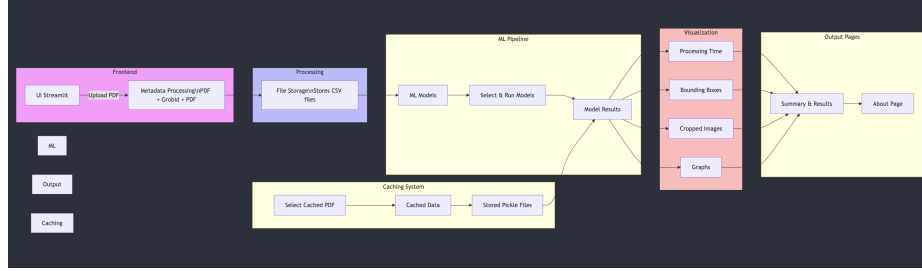 Frontend
UI Streamlit
Upload PDF
Metadata Processing\nPDF
+ Grobid + PDF
ML
Output
Caching
Processing
File Storage\nStores CSV
files
ML Pipeline
ML Models
Select & Run Models
Model Results
Caching System
Select Cached PDF
Cached Data
Stored Pickle Files
Visualization
Processing Time
Bounding Boxes
Cropped Images
Graphs
Output Pages
Summary & Results
About Page